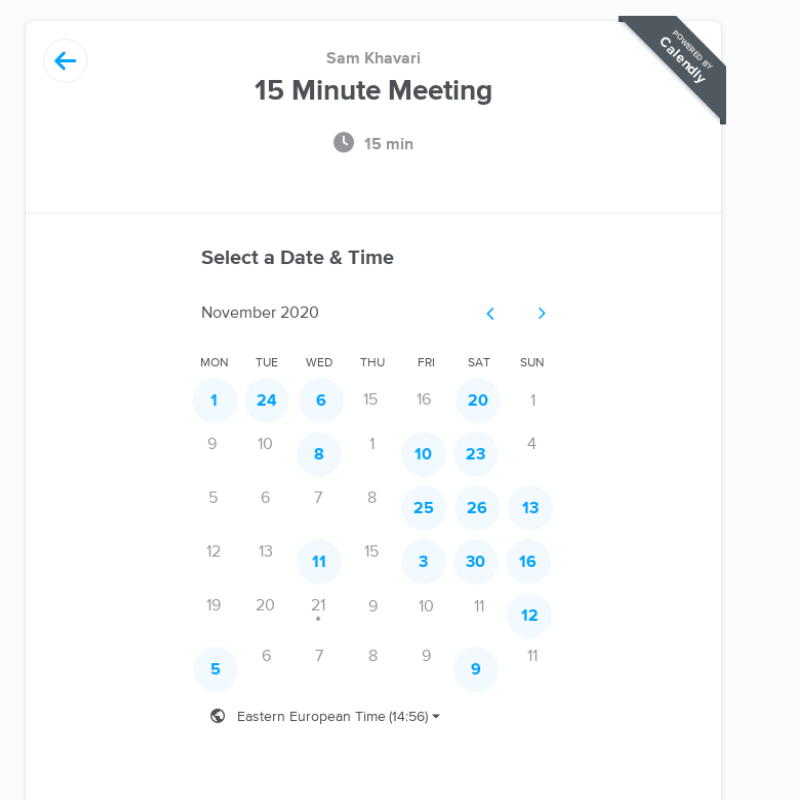 POWERED BY
Calendly
Sam Khavari
15 Minute Meeting
15 min
Select a Date & Time
November 2020
MON TUE WED THU FRI SAT SUN
1 24 6 15 16 20 1
9 10 8 1 10 23 4
5 6 7 8 25 26 13
12 13 11 15 3 30 16
19 20 21 9 10 11 12
5 6 7 8 9 9 11
Eastern European Time (14:56)